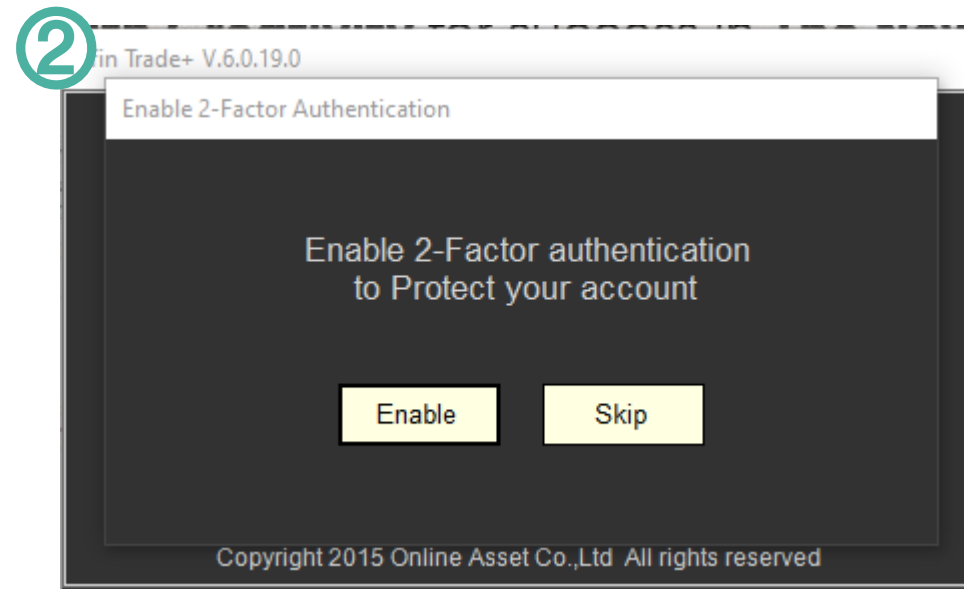 2
Trade+ V.6.0.19.0
Enable 2-Factor Authentication
Enable 2-Factor authentication
to Protect your account
Enable
Skip
Copyright 2015 Online Asset Co.,Ltd All rights reserved